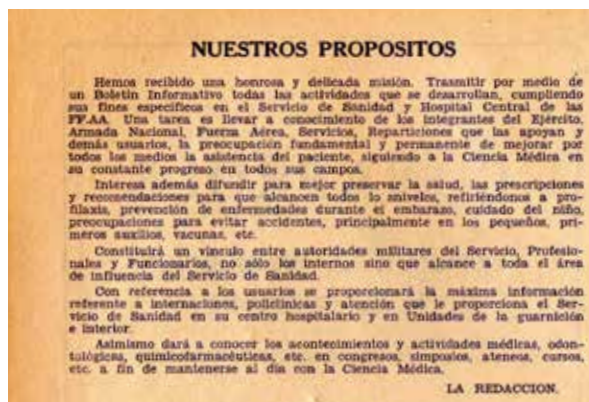 NUESTROS PROPOSITOS
Hemos recibido una honrosa y delicada misión. Trasmitir por medio de
un Boletín Informativo todas las actividades que se desarrollan, cumpliendo
sus fines específicos en el Servicio de Sanidad y Hospital Central de las
FF.AA. Una tarea es llevar a conocimiento de los integrantes del Ejército,
Armada Nacional, Fuerza Aérea, Servicios, Reparticiones que las apoyan y
demás usuarios, la preocupación fundamental y permanente de mejorar por
todos los medios la asistencia del paciente, siguiendo a la Ciencia Médica en
su constante progreso en todos sus campos.
Interesa además difundir para mejor preservar la salud, las prescripciones
y recomendaciones para que alcancen todos lo sniveles, refiriéndonos a pro-
filaxis, prevención de enfermedades durante el embarazo, cuidado del niño,
preocupaciones para evitar accidentes, principalmente en los pequeños, pri-
meros auxilios, vacunas, etc.
Constituirá un vínculo entre autoridades militares del Servicio, Profesio-
nales y Funcionarios, no sólo los internos sino que alcance a toda el área
de influencia del Servicio de Sanidad.
Con referencia a los usuarios se proporcionará la máxima información
referente a internaciones, policlínicas y atención que le proporciona el Ser-
vicio de Sanidad en su centro hospitalario y en Unidades de la guarnición
e interior.
Asimismo dará a conocer los acontecimientos y actividades médicas, odon-
tológicas, quimicofarmacéuticas, etc. en congresos, simposios, ateneos, cursos,
etc. a fin de mantenerse al día con la Ciencia Médica.
LA REDACCION.